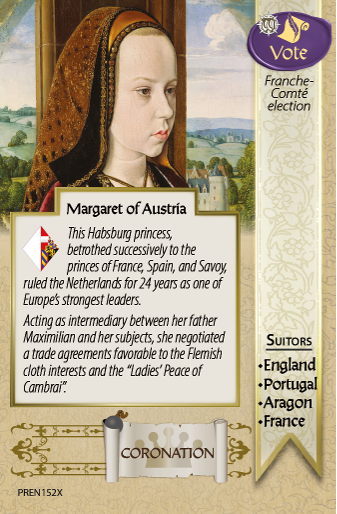 Vote
Franche-
Comté
election
Margaret of Austria
This Habsburg princess,
betrothed successively to the
princes of France, Spain, and Savoy,
ruled the Netherlands for 24 years as one of
Europe's strongest leaders.
Acting as intermediary between her father
Maximilian and her subjects, she negotiated
a trade agreements favorable to the Flemish
cloth interests and the “Ladies' Peace of
Cambrai”.
SUITORS
•England
•Portugal
•Aragon
•France
CORONATION
PREN152X